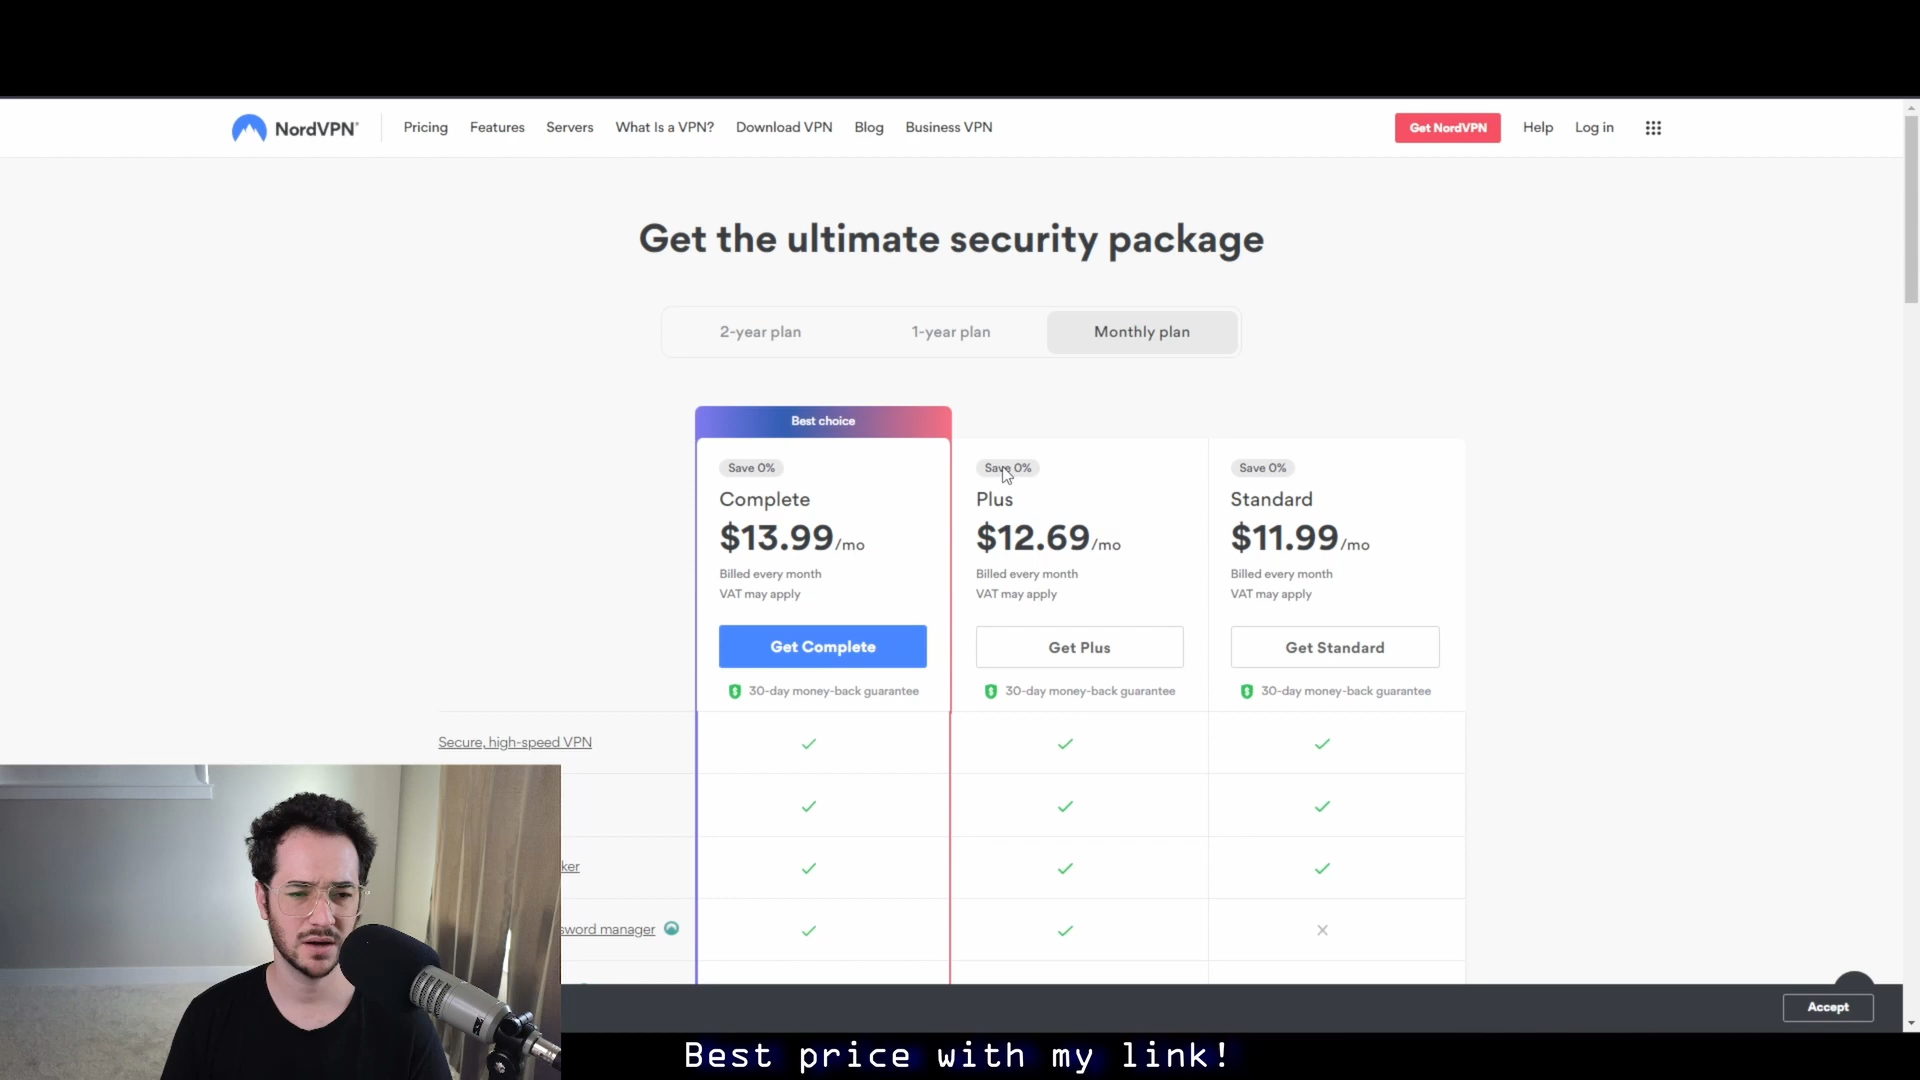 NordVPN®
Pricing
Features
Servers
What Is a VPN?
Download VPN
Blog
Business VPN
Get NordVPN
Help
Log in
Get the ultimate security package
2-year plan
1-year plan
Monthly plan
Best choice
Save 0%
Complete
$13.99/mo
Billed every month
VAT may apply
Get Complete
30-day money-back guarantee
Save 0%
Plus
$12.69/mo
Billed every month
VAT may apply
Get Plus
30-day money-back guarantee
Save 0%
Standard
$11.99/mo
Billed every month
VAT may apply
Get Standard
30-day money-back guarantee
Secure, high-speed VPN
ker
sword manager
Accept
Best price with my link!